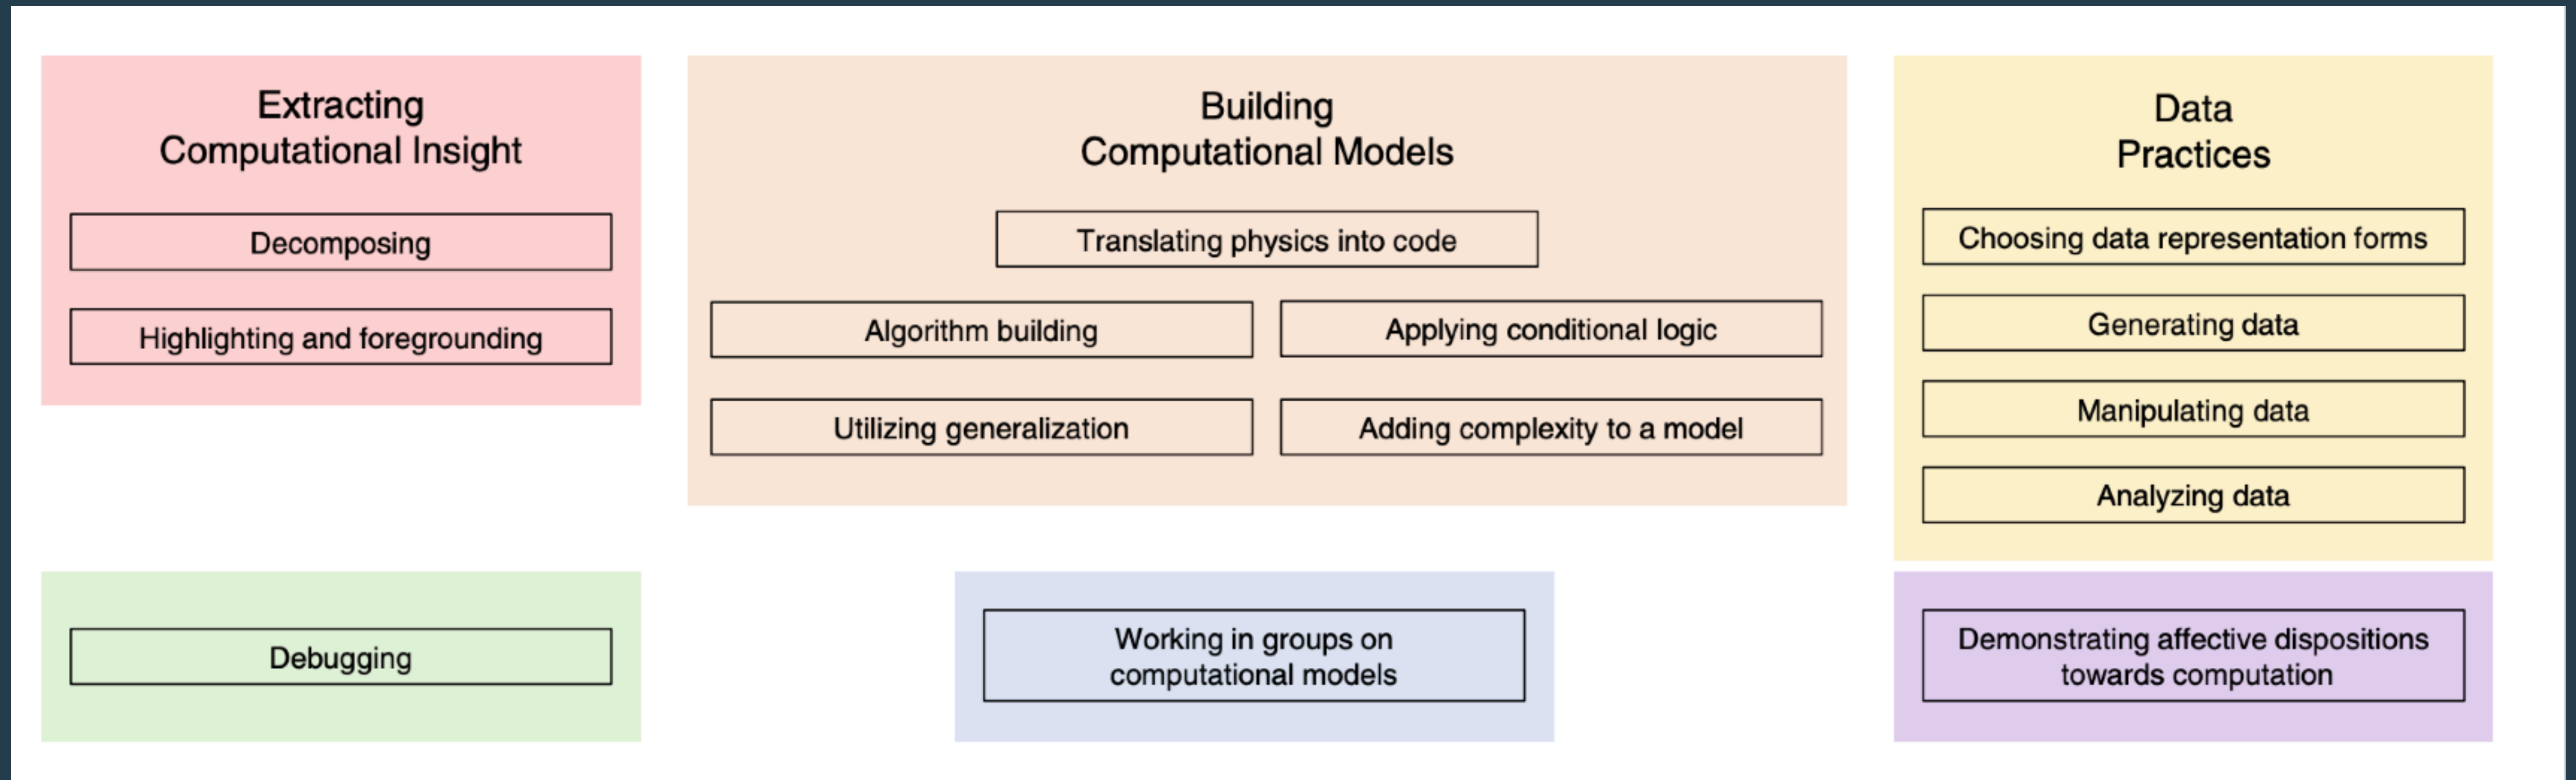 Extracting
Computational Insight
Decomposing
Highlighting and foregrounding
Building
Computational Models
Translating physics into code
Algorithm building
Applying conditional logic
Utilizing generalization
Adding complexity to a model
Data
Practices
Choosing data representation forms
Generating data
Manipulating data
Analyzing data
Debugging
Working in groups on
computational models
Demonstrating affective dispositions
towards computation